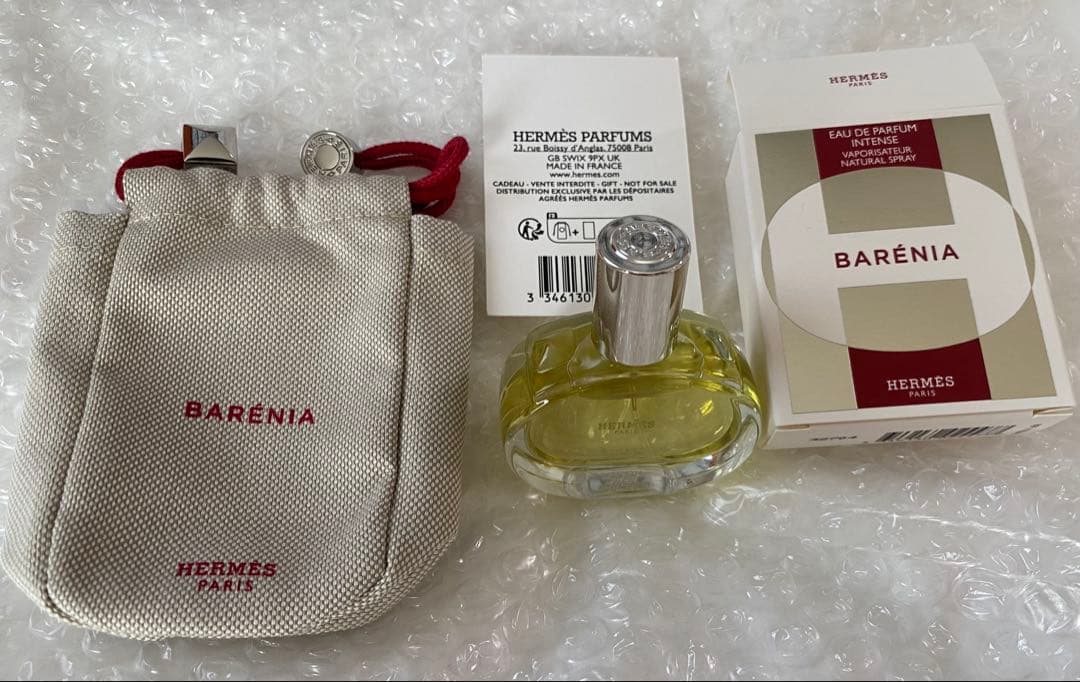 BARÉNIA
HERMÈS
PARIS
HERMÈS PARFUMS
23, rue Boissy d'Anglas, 75008 Paris
GB SW1X 9PX UK
MADE IN FRANCE
www.hermes.com
CADEAU - VENTE INTERDITE - GIFT - NOT FOR SALE
DISTRIBUTION EXCLUSIVE PAR LES DÉPOSITAIRES
AGRÉÉS HERMÈS PARFUMS
FR
+
3 346130
HERMÈS
PARIS
HERMÈS
PARIS
EAU DE PARFUM
INTENSE
VAPORISATEUR
NATURAL SPRAY
BARÉNIA
HERMÈS
PARIS